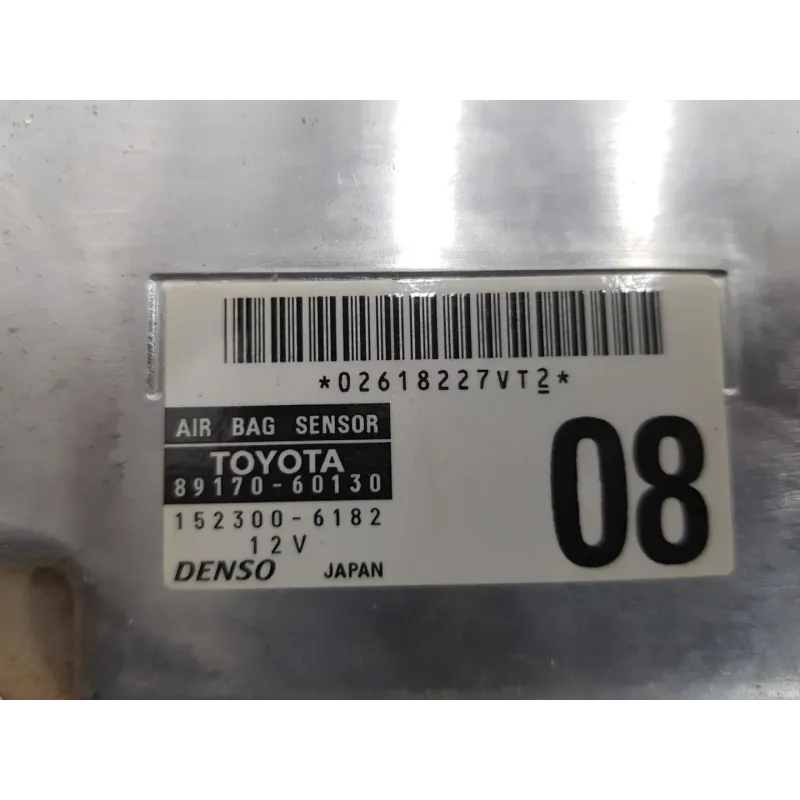 *02618227VT2*
AIR BAG SENSOR
TOYOTA
89170-60130
152300-6182
12V
DENSO JAPAN
08